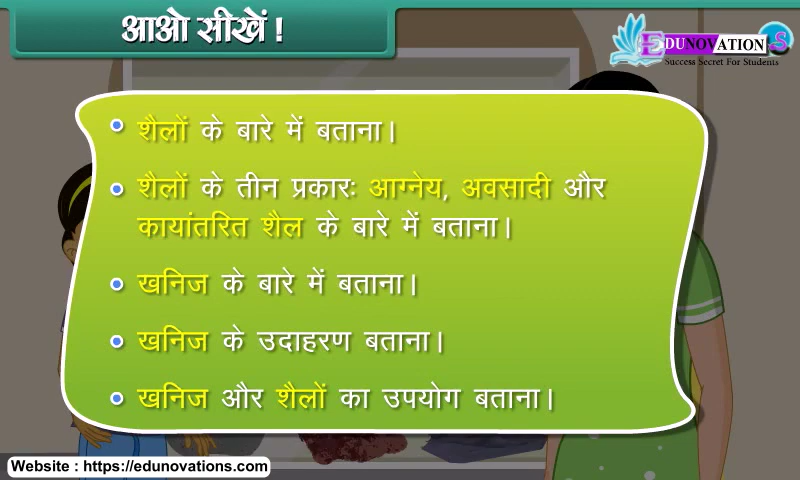 आओ सीखें!
EDUNOVATION.S
Success Secret For Students
शैलों के बारे में बताना।
शैलों के तीन प्रकारः आग्नेय, अवसादी और
कायांतरित शैल के बारे में बताना।
खनिज के बारे में बताना।
खनिज के उदाहरण बताना।
खनिज और शैलों का उपयोग बताना।
Website : https://edunovations.com